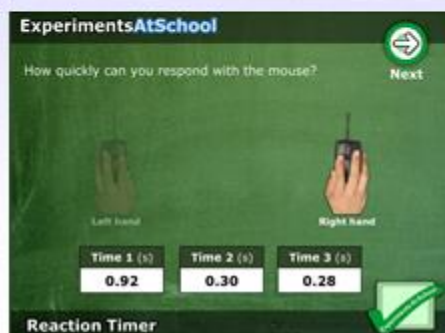 ExperimentsAtSchool
Next
How quickly can you respond with the mouse?
Left hand Right hand
Time 1 (s) Time 2 (s) Time 3 (s)
0.92 0.30 0.28
Reaction Timer